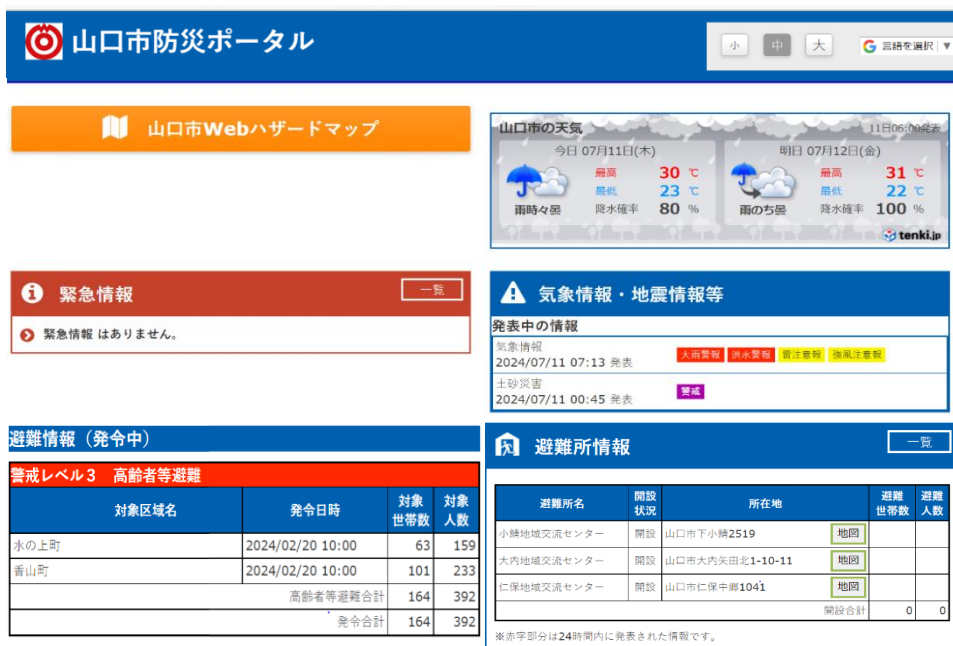 山口市防災ポータル
小 中 大
G 言語を選択 ▼
山口市Webハザードマップ
山口市の天気 11日06:00発表
今日 07月11日(木)
最高 30 ℃
最低 23 ℃
雨時々曇 降水確率 80 %
明日 07月12日(金)
最高 31 ℃
最低 22 ℃
雨のち曇 降水確率 100 %
tenki.jp
緊急情報 一覧
緊急情報 はありません。
気象情報・地震情報等
発表中の情報
気象情報
2024/07/11 07:13 発表 大雨警報 洪水警報 雷注意報 強風注意報
土砂災害
2024/07/11 00:45 発表 警戒
避難情報（発令中）
警戒レベル３ 高齢者等避難
対象区域名 発令日時 対象世帯数 対象人数
水の上町 2024/02/20 10:00 63 159
香山町 2024/02/20 10:00 101 233
高齢者等避難合計 164 392
発令合計 164 392
避難所情報 一覧
避難所名 開設状況 所在地 避難世帯数 避難人数
小鯖地域交流センター 開設 山口市下小鯖2519 地図
大内地域交流センター 開設 山口市大内矢田北1-10-11 地図
仁保地域交流センター 開設 山口市仁保中郷1041 地図
開設合計 0 0
※赤字部分は24時間内に発表された情報です。